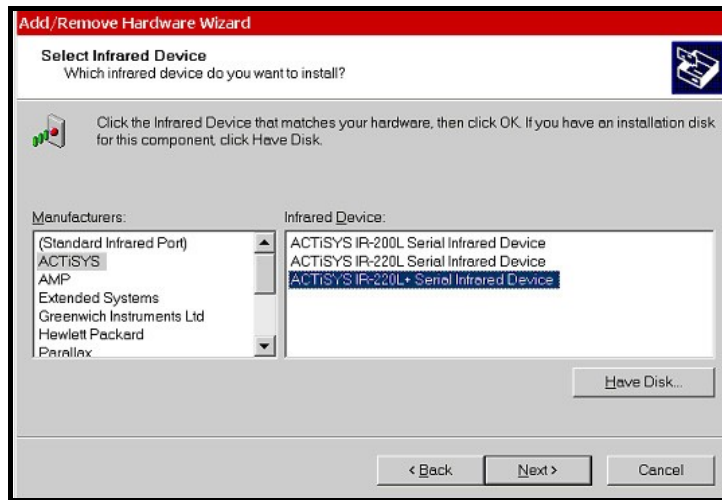 Add/Remove Hardware Wizard
Select Infrared Device
Which infrared device do you want to install?
Click the Infrared Device that matches your hardware, then click OK. If you have an installation disk
for this component, click Have Disk.
Manufacturers:
(Standard Infrared Port)
ACTiSYS
AMP
Extended Systems
Greenwich Instruments Ltd
Hewlett Packard
Parallax
Infrared Device:
ACTiSYS IR-200L Serial Infrared Device
ACTiSYS IR-220L Serial Infrared Device
ACTiSYS IR-220L+ Serial Infrared Device
Have Disk...
< Back
Next >
Cancel